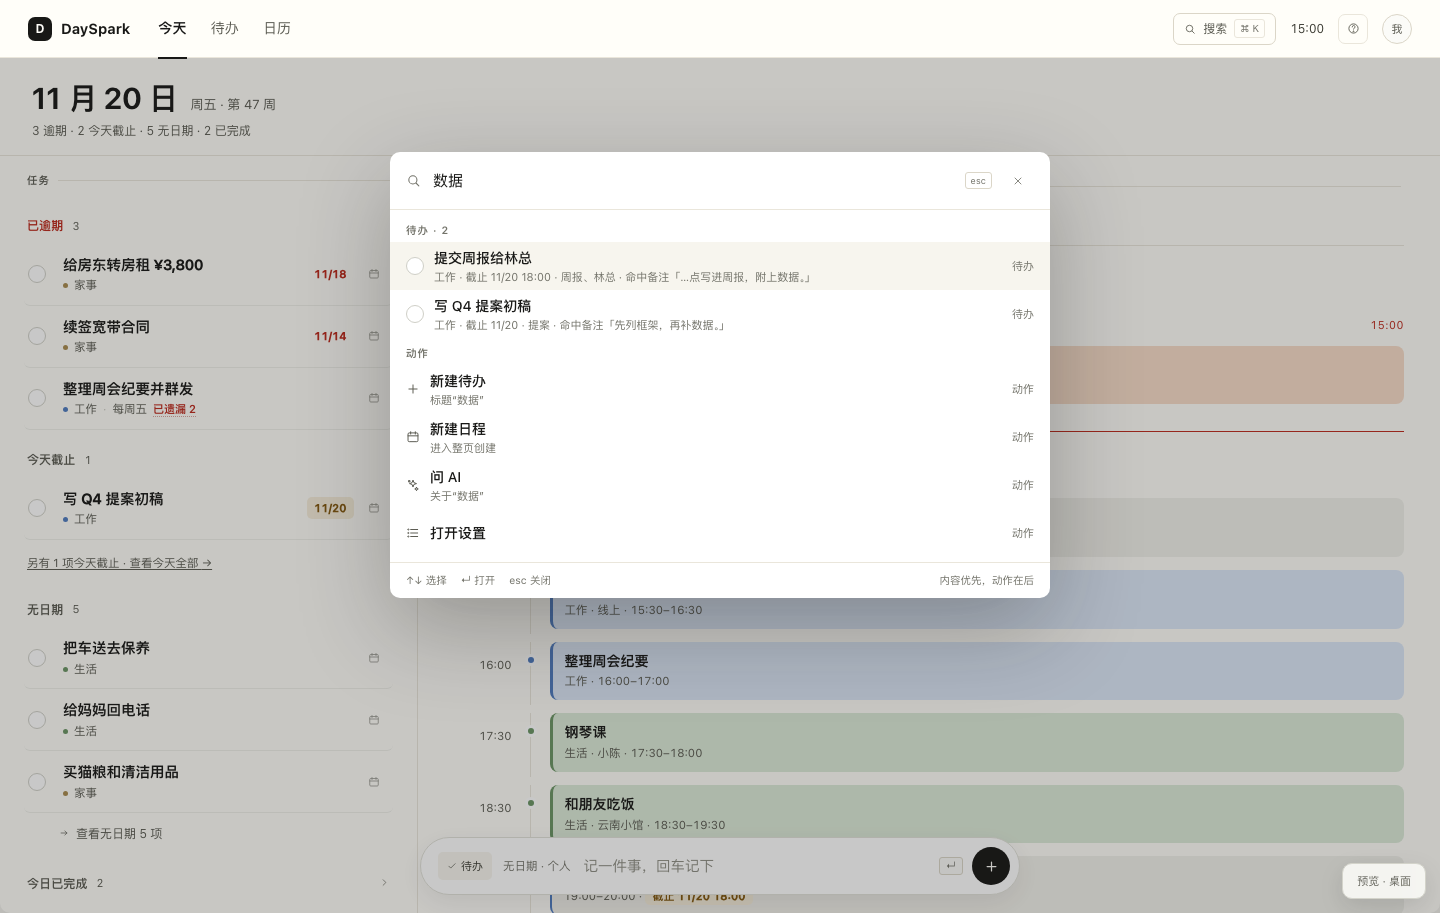 D DaySpark 今天 待办 日历 搜索 ⌘ K 15:00 我
11 月 20 日 周五 · 第 47 周
3 逾期 · 2 今天截止 · 5 无日期 · 2 已完成
任务
已逾期 3
给房东转房租 ¥3,800
家事
11/18
续签宽带合同
家事
11/14
整理周会纪要并群发
工作 · 每周五 已遗漏 2
今天截止 1
写 Q4 提案初稿
工作
11/20
另有 1 项今天截止 · 查看今天全部 →
无日期 5
把车送去保养
生活
给妈妈回电话
生活
买猫粮和清洁用品
家事
→ 查看无日期 5 项
今日已完成 2
数据 esc
待办 · 2
提交周报给林总
工作 · 截止 11/20 18:00 · 周报、林总 · 命中备注「…点写进周报，附上数据。」
待办
写 Q4 提案初稿
工作 · 截止 11/20 · 提案 · 命中备注「先列框架，再补数据。」
待办
动作
新建待办
标题“数据”
动作
新建日程
进入整页创建
动作
问 AI
关于“数据”
动作
打开设置
动作
↑↓ 选择 ↵ 打开 esc 关闭 内容优先，动作在后
15:00
工作 · 线上 · 15:30–16:30
16:00
整理周会纪要
工作 · 16:00–17:00
17:30
钢琴课
生活 · 小陈 · 17:30–18:00
18:30
和朋友吃饭
生活 · 云南小馆 · 18:30–19:30
19:00–20:00 · 截止 11/20 18:00
✓ 待办 无日期 · 个人 记一件事，回车记下 ↵ +
预览 · 桌面